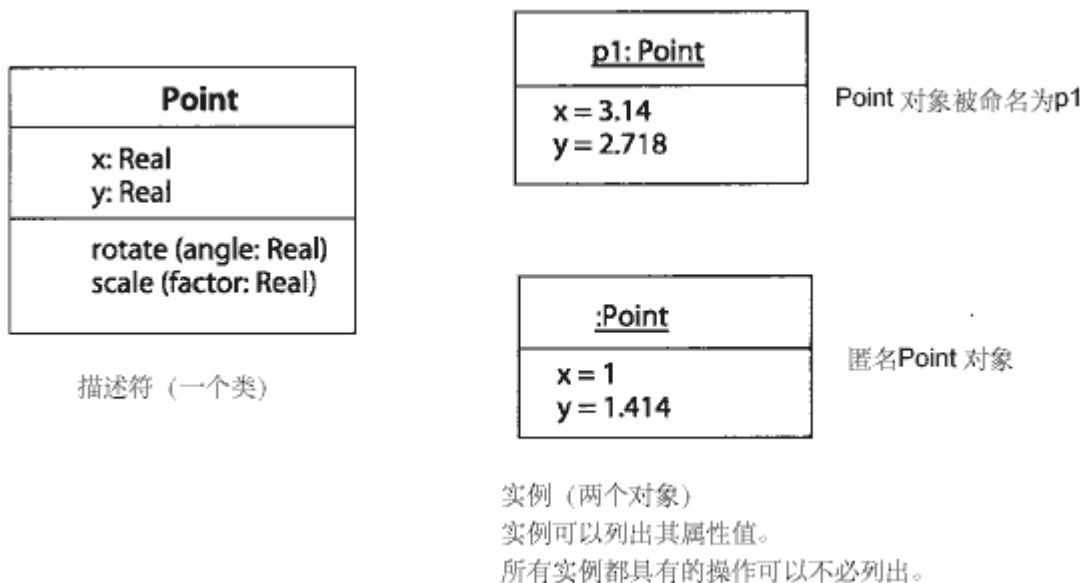 Point
x: Real
y: Real
rotate (angle: Real)
scale (factor: Real)
描述符（一个类）
p1: Point
x = 3.14
y = 2.718
Point 对象被命名为p1
:Point
x = 1
y = 1.414
匿名Point 对象
实例（两个对象）
实例可以列出其属性值。
所有实例都具有的操作可以不必列出。